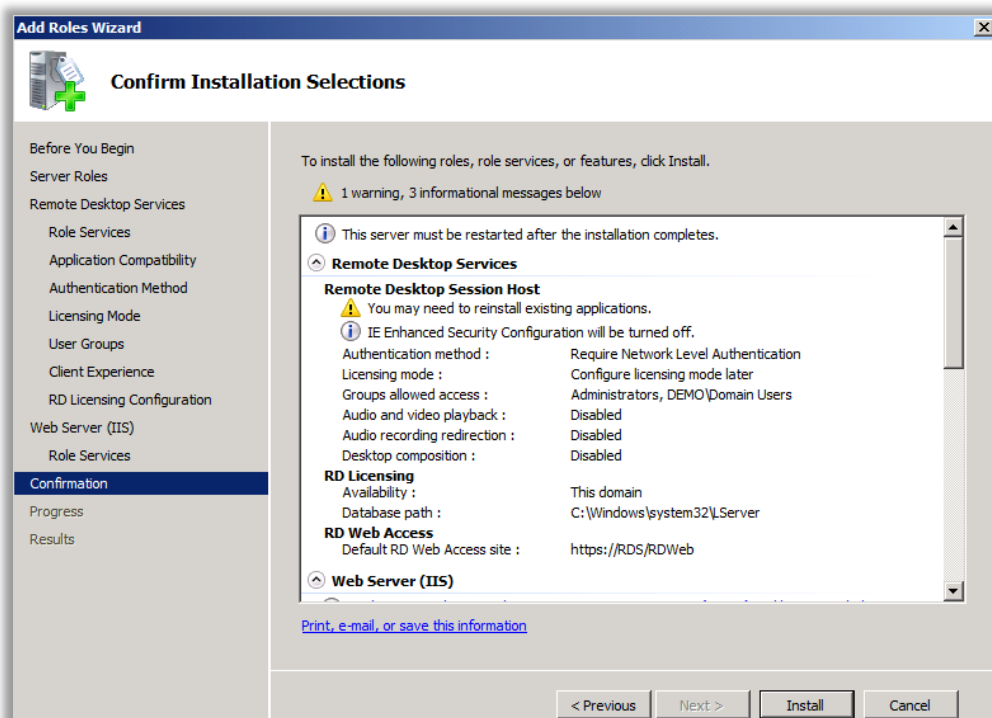 Add Roles Wizard
Confirm Installation Selections
Before You Begin
Server Roles
Remote Desktop Services
Role Services
Application Compatibility
Authentication Method
Licensing Mode
User Groups
Client Experience
RD Licensing Configuration
Web Server (IIS)
Role Services
Confirmation
Progress
Results
To install the following roles, role services, or features, click Install.
1 warning, 3 informational messages below
This server must be restarted after the installation completes.
Remote Desktop Services
Remote Desktop Session Host
You may need to reinstall existing applications.
IE Enhanced Security Configuration will be turned off.
Authentication method : Require Network Level Authentication
Licensing mode : Configure licensing mode later
Groups allowed access : Administrators, DEMO\Domain Users
Audio and video playback : Disabled
Audio recording redirection : Disabled
Desktop composition : Disabled
RD Licensing
Availability : This domain
Database path : C:\Windows\system32\LServer
RD Web Access
Default RD Web Access site : https://RDS/RDWeb
Web Server (IIS)
Print, e-mail, or save this information
< Previous Next > Install Cancel